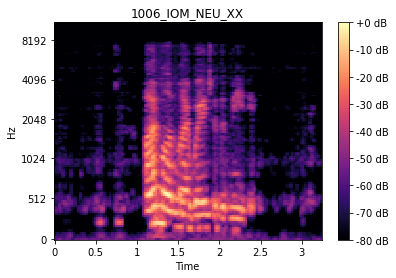 1006_IOM_NEU_XX
8192
4096
2048
1024
512
0
Hz
0 0.5 1 1.5 2 2.5 3
Time
+0 dB
-10 dB
-20 dB
-30 dB
-40 dB
-50 dB
-60 dB
-70 dB
-80 dB